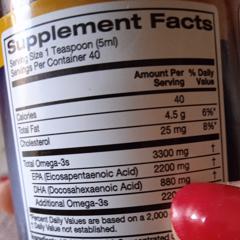 Supplement Facts
Serving Size 1 Teaspoon (5ml)
Servings Per Container 40
Amount Per % Daily
Serving Value
Calories 40
Total Fat 4.5 g 6%*
Cholesterol 25 mg 8%*
Total Omega-3s 3300 mg †
EPA (Eicosapentaenoic Acid) 2200 mg †
DHA (Docosahexaenoic Acid) 880 mg †
Additional Omega-3s 220
*Percent Daily Values are based on a 2,000
† Daily Value not established.